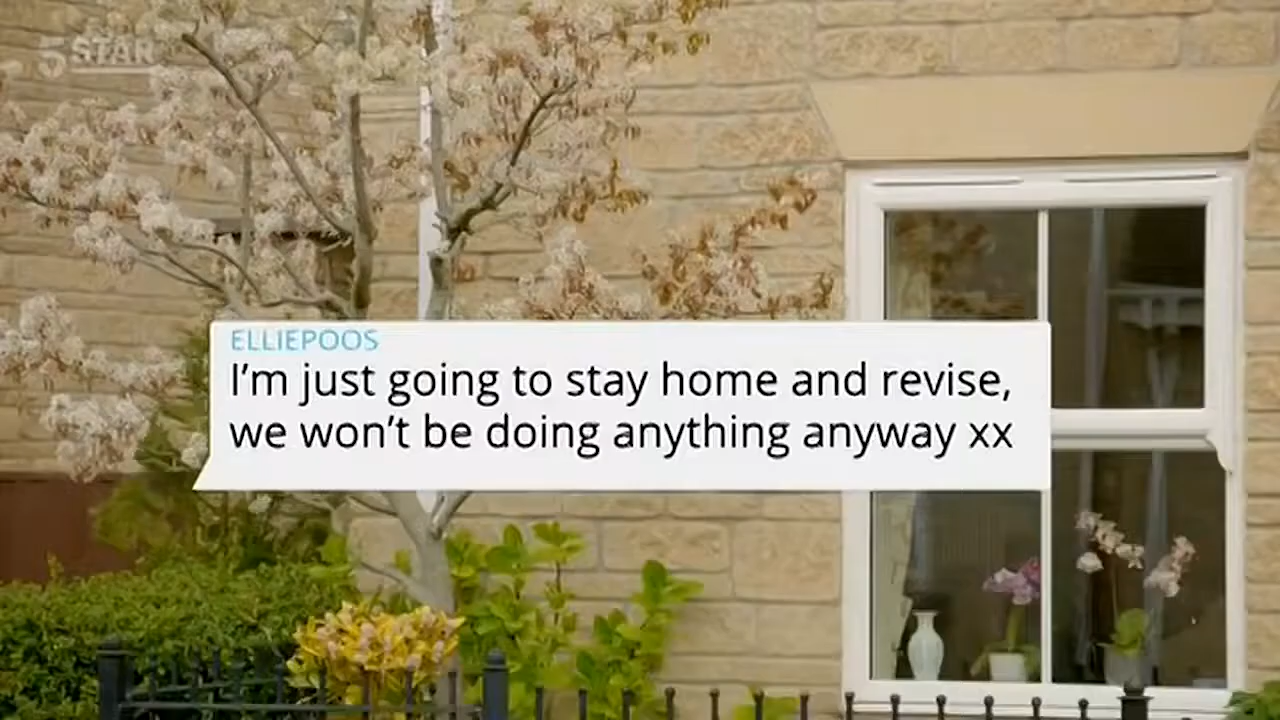 5STAR
ELLIEPOOS
I'm just going to stay home and revise,
we won't be doing anything anyway xx